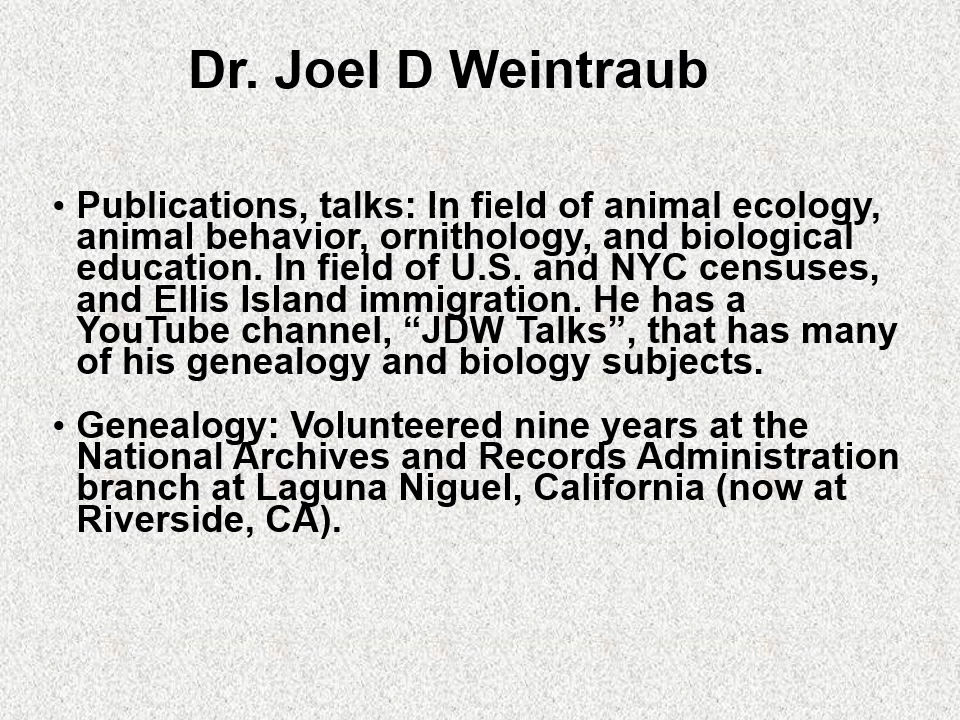 Dr. Joel D Weintraub
• Publications, talks: In field of animal ecology,
animal behavior, ornithology, and biological
education. In field of U.S. and NYC censuses,
and Ellis Island immigration. He has a
YouTube channel, “JDW Talks”, that has many
of his genealogy and biology subjects.
• Genealogy: Volunteered nine years at the
National Archives and Records Administration
branch at Laguna Niguel, California (now at
Riverside, CA).